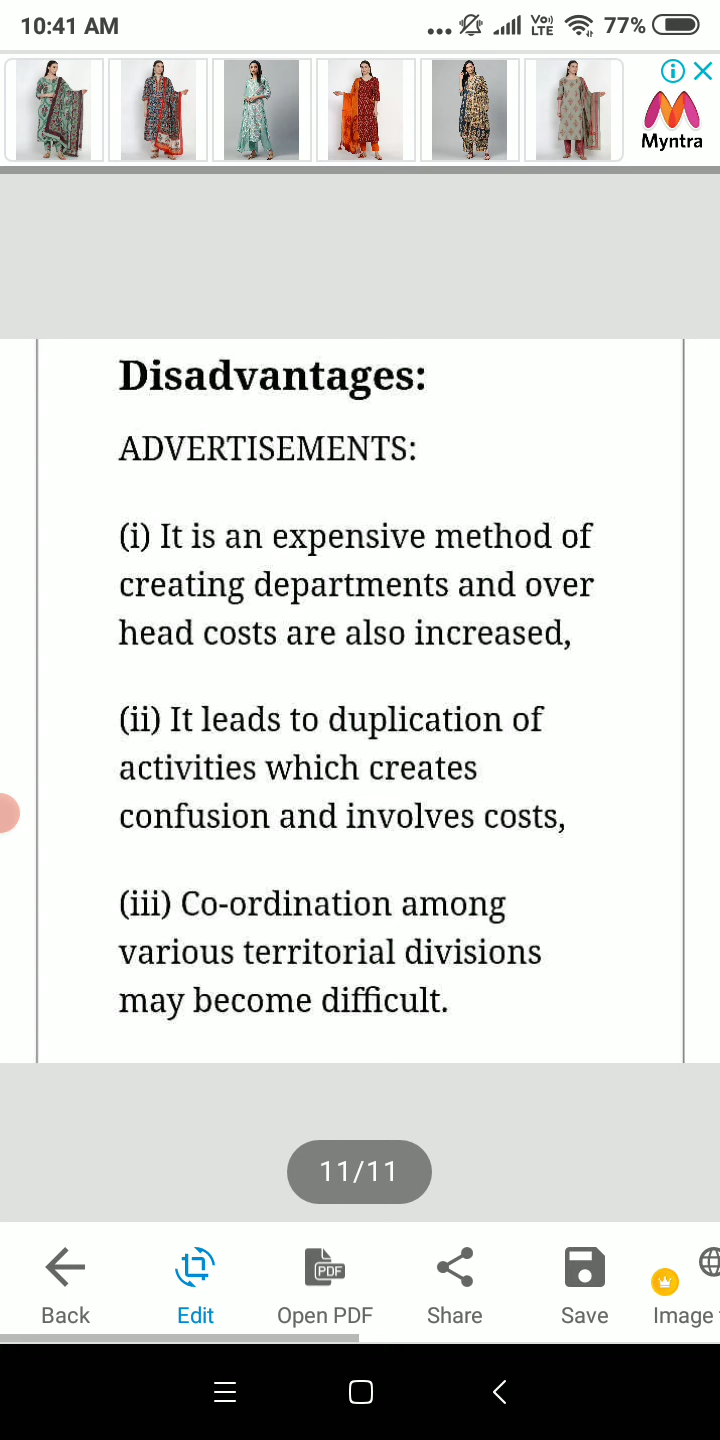 10:41 AM
Vo)) LTE
77%
Myntra
Disadvantages:
ADVERTISEMENTS:
(i) It is an expensive method of
creating departments and over
head costs are also increased,
(ii) It leads to duplication of
activities which creates
confusion and involves costs,
(iii) Co-ordination among
various territorial divisions
may become difficult.
11/11
PDF
Back Edit Open PDF Share Save Image